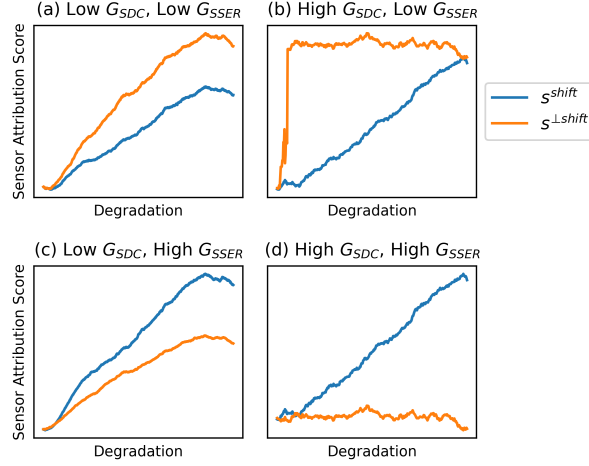 (a) Low G_SDC, Low G_SSER
(b) High G_SDC, Low G_SSER
Sensor Attribution Score
Degradation
Degradation
s^shift
s^⊥shift
(c) Low G_SDC, High G_SSER
(d) High G_SDC, High G_SSER
Sensor Attribution Score
Degradation
Degradation